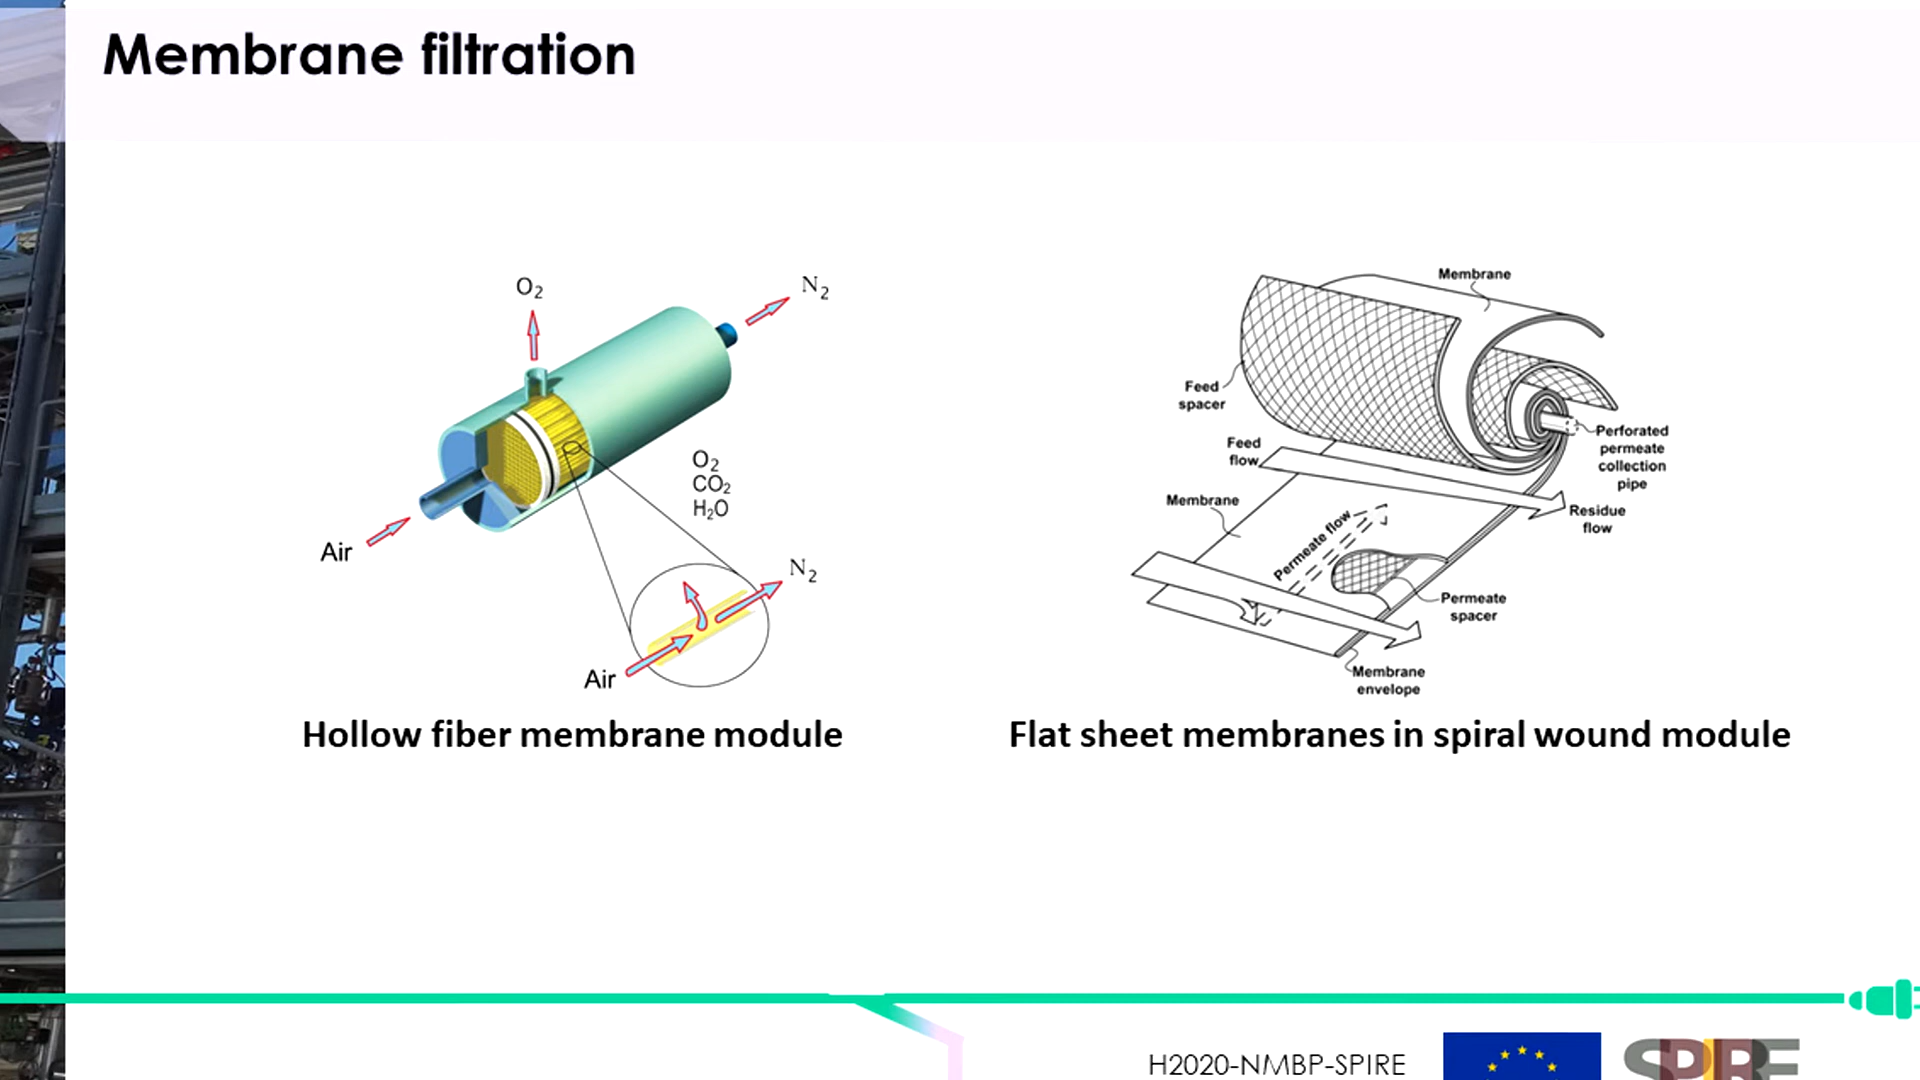 Membrane filtration
O2
N2
O2
CO2
H2O
Air
N2
Air
Hollow fiber membrane module
Membrane
Feed
spacer
Perforated
permeate
collection
pipe
Feed
flow
Membrane
Residue
flow
Permeate flow
Permeate
spacer
Membrane
envelope
Flat sheet membranes in spiral wound module
H2020-NMBP-SPIRE
SPIRE